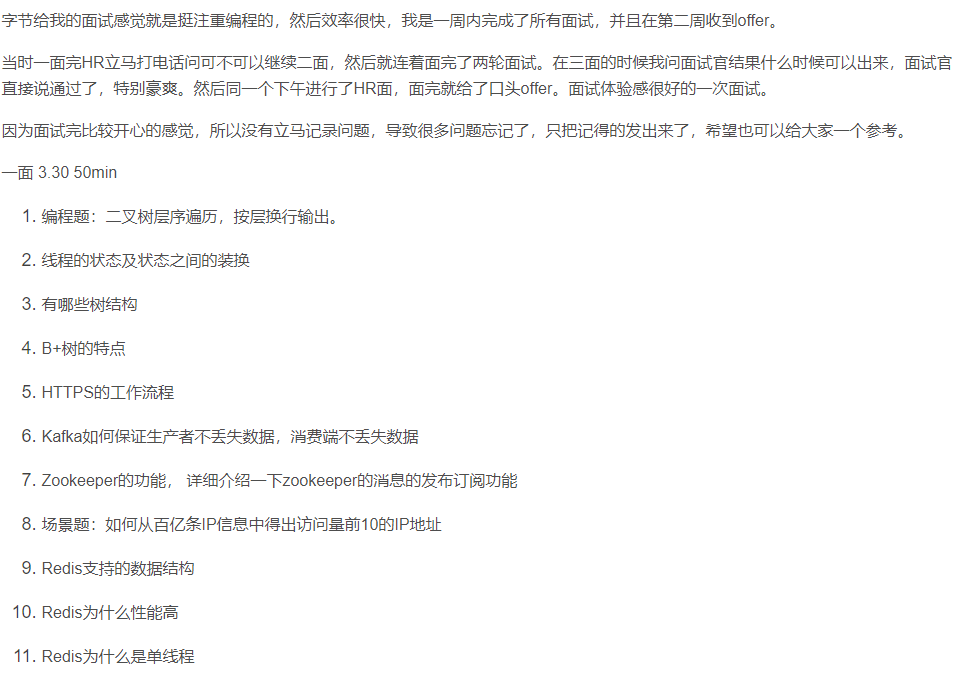 字节给我的面试感觉就是挺注重编程的，然后效率很快，我是一周内完成了所有面试，并且在第二周收到offer。
当时一面完HR立马打电话问可不可以继续二面，然后就连着面完了两轮面试。在三面的时候我问面试官结果什么时候可以出来，面试官
直接说通过了，特别豪爽。然后同一个下午进行了HR面，面完就给了口头offer。面试体验感很好的一次面试。
因为面试完比较开心的感觉，所以没有立马记录问题，导致很多问题忘记了，只把记得的发出来了，希望也可以给大家一个参考。
一面 3.30 50min
1. 编程题：二叉树层序遍历，按层换行输出。
2. 线程的状态及状态之间的装换
3. 有哪些树结构
4. B+树的特点
5. HTTPS的工作流程
6. Kafka如何保证生产者不丢失数据，消费端不丢失数据
7. Zookeeper的功能， 详细介绍一下zookeeper的消息的发布订阅功能
8. 场景题：如何从百亿条IP信息中得出访问量前10的IP地址
9. Redis支持的数据结构
10. Redis为什么性能高
11. Redis为什么是单线程